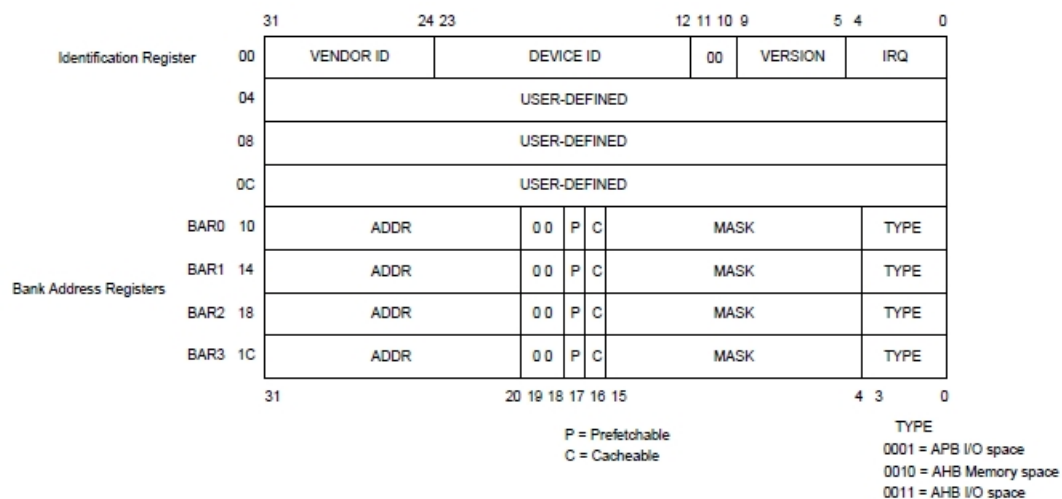 31 24 23 12 11 10 9 5 4 0
Identification Register 00 VENDOR ID DEVICE ID 00 VERSION IRQ
04 USER-DEFINED
08 USER-DEFINED
0C USER-DEFINED
BAR0 10 ADDR 0 0 P C MASK TYPE
BAR1 14 ADDR 0 0 P C MASK TYPE
Bank Address Registers
BAR2 18 ADDR 0 0 P C MASK TYPE
BAR3 1C ADDR 0 0 P C MASK TYPE
31 20 19 18 17 16 15 4 3 0
P = Prefetchable
C = Cacheable
TYPE
0001 = APB I/O space
0010 = AHB Memory space
0011 = AHB I/O space